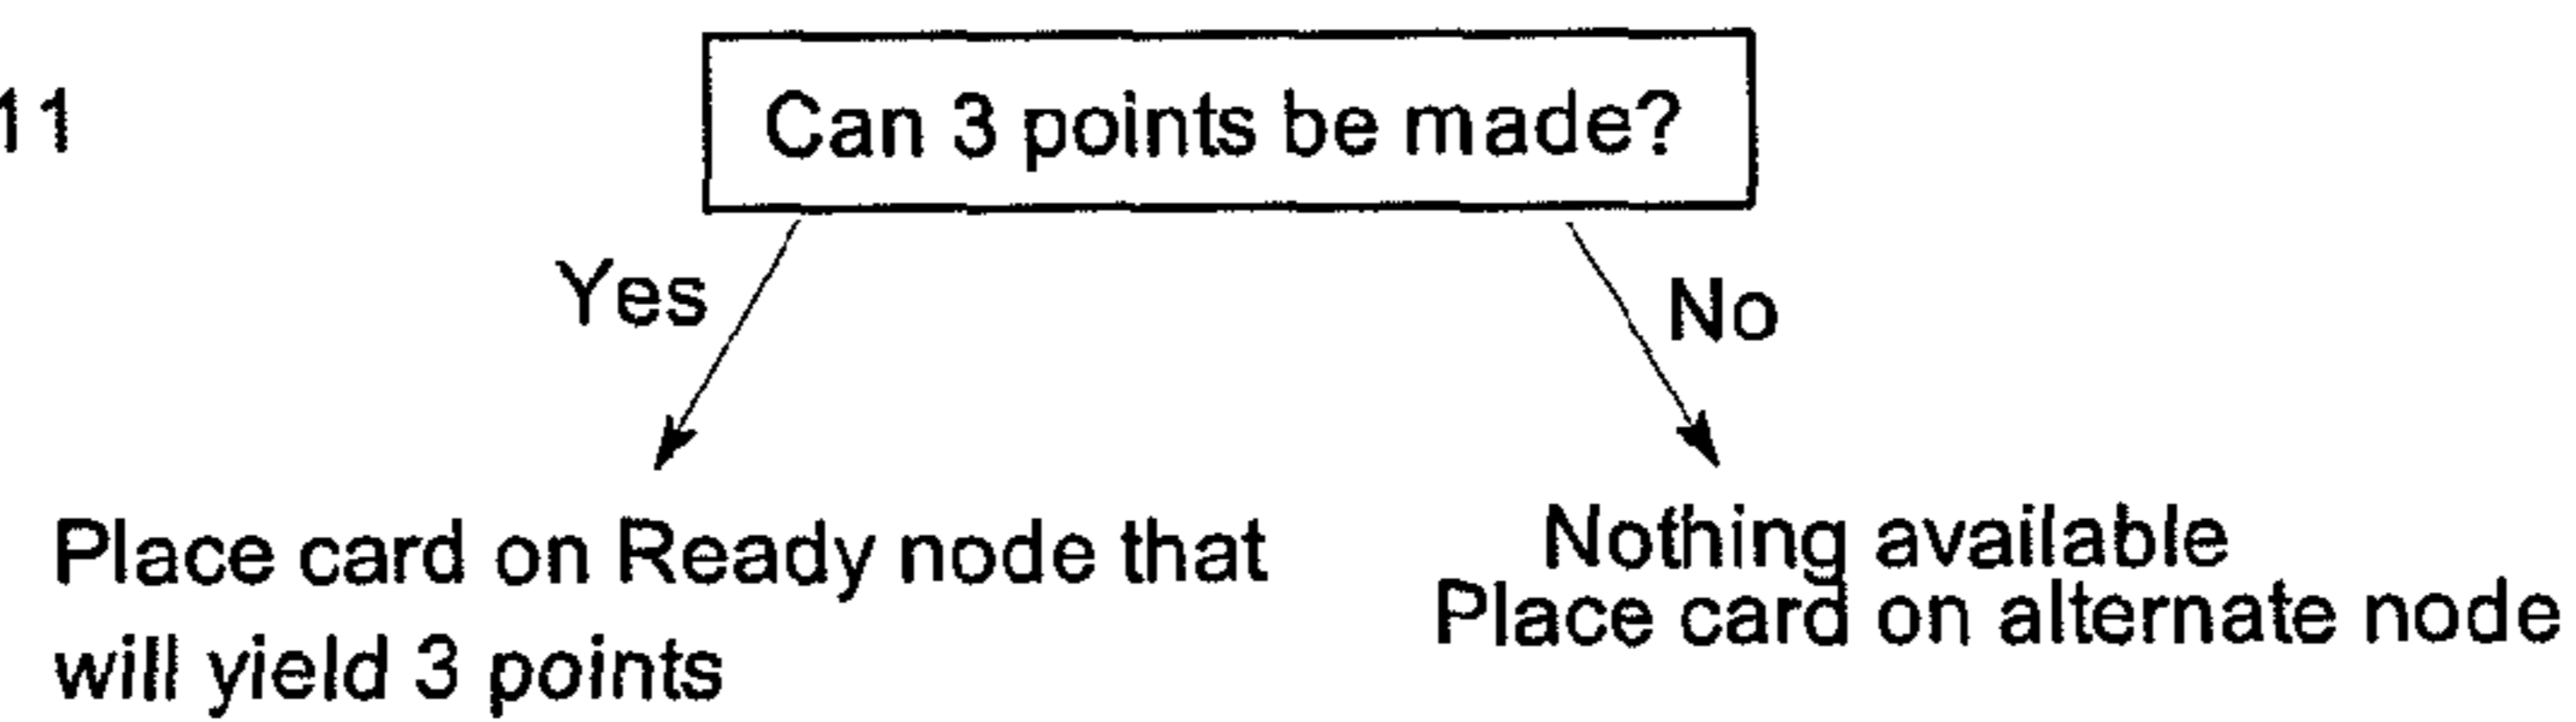 11
Can 3 points be made?
Yes
No
Place card on Ready node that
will yield 3 points
Nothing available
Place card on alternate node